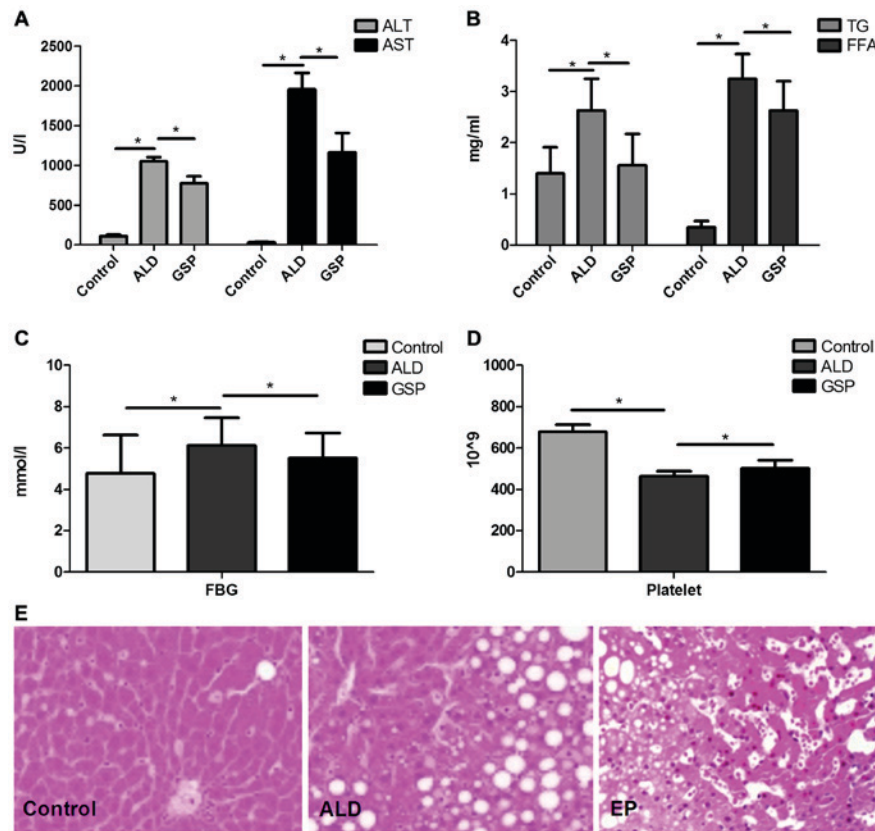 A
ALT
AST
2500
2000
1500
1000
500
0
U/l
* * * *
Control ALD GSP Control ALD GSP
B
TG
FFA
4
3
2
1
0
mg/ml
* * * *
Control ALD GSP Control ALD GSP
C
Control
ALD
GSP
10
8
6
4
2
0
mmol/l
* *
FBG
D
Control
ALD
GSP
1000
800
600
400
200
0
10^9
* *
Platelet
E
Control ALD EP